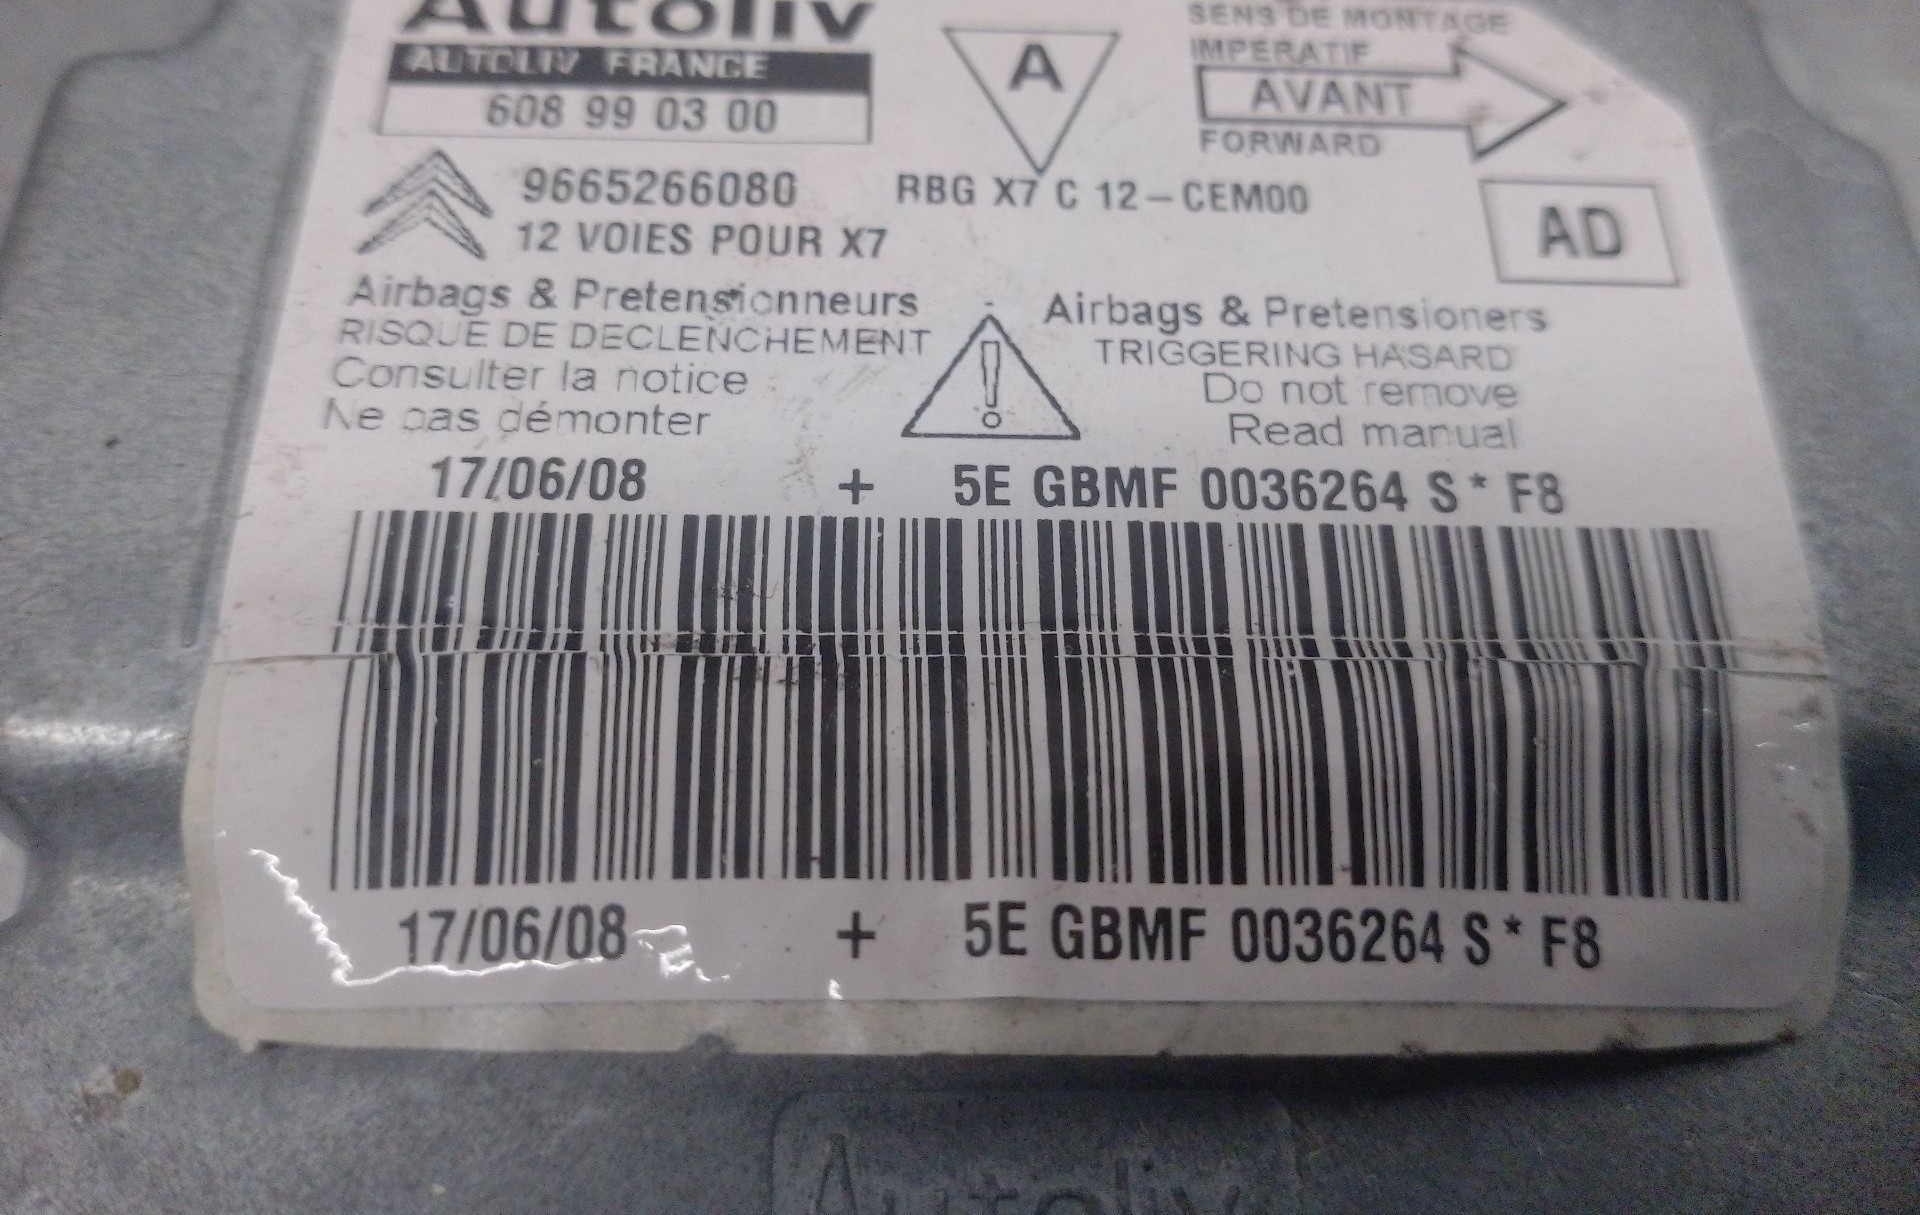 Autoliv
AUTOLIV FRANCE
608 99 03 00
A
SENS DE MONTAGE
IMPERATIF
AVANT
FORWARD
9665266080
RBG X7 C 12-CEM00
12 VOIES POUR X7
AD
Airbags & Pretensionneurs
RISQUE DE DECLENCHEMENT
Consulter la notice
Ne pas démonter
Airbags & Pretensioners
TRIGGERING HASARD
Do not remove
Read manual
17/06/08 + 5E GBMF 0036264 S* F8
17/06/08 + 5E GBMF 0036264 S* F8
Autoliv